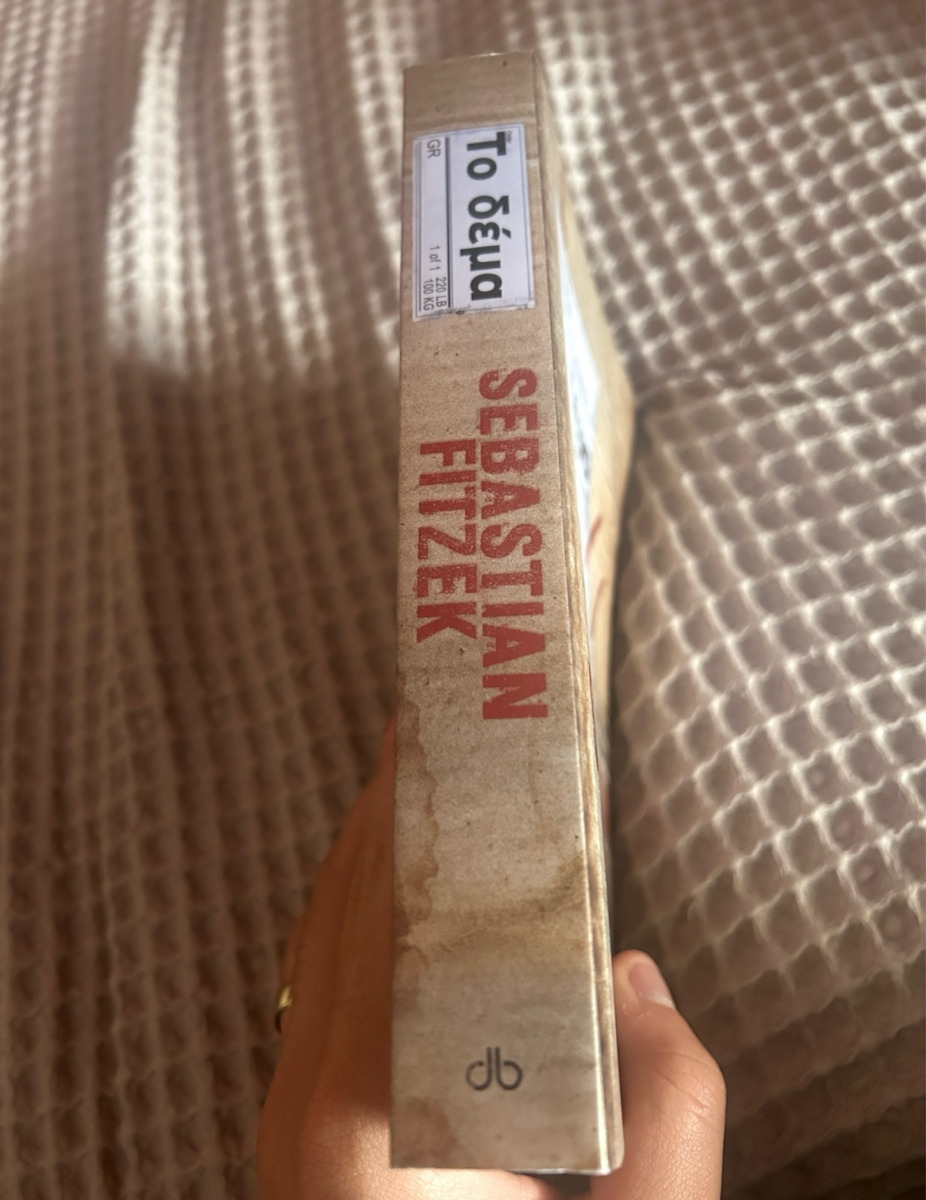 Το δέμα
GR
1 of 1
220 LB
100 KG
SEBASTIAN
FITZEK
db